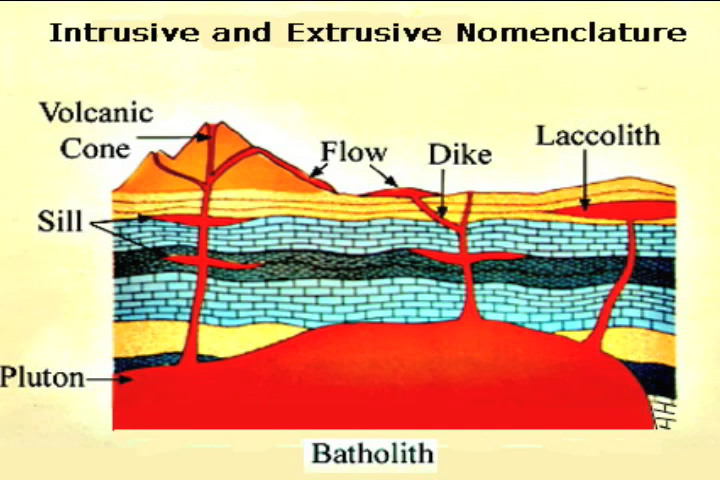 Intrusive and Extrusive Nomenclature
Volcanic
Cone
Flow
Dike
Laccolith
Sill
Pluton
Batholith